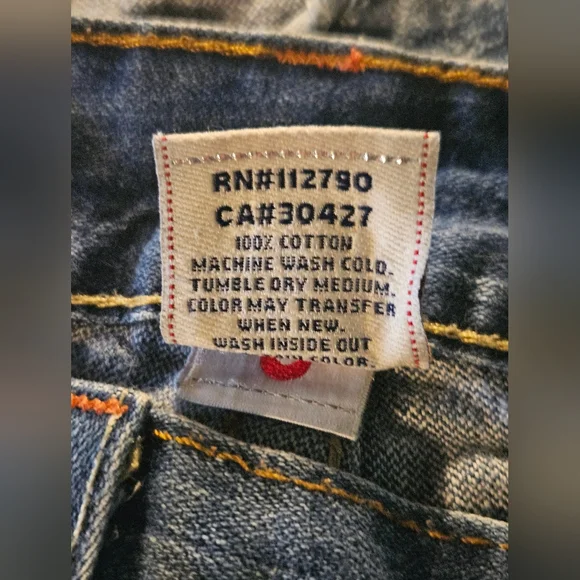 RN#112790
CA#30427
100% COTTON
MACHINE WASH COLD.
TUMBLE DRY MEDIUM.
COLOR MAY TRANSFER
WHEN NEW.
WASH INSIDE OUT
COLOR.